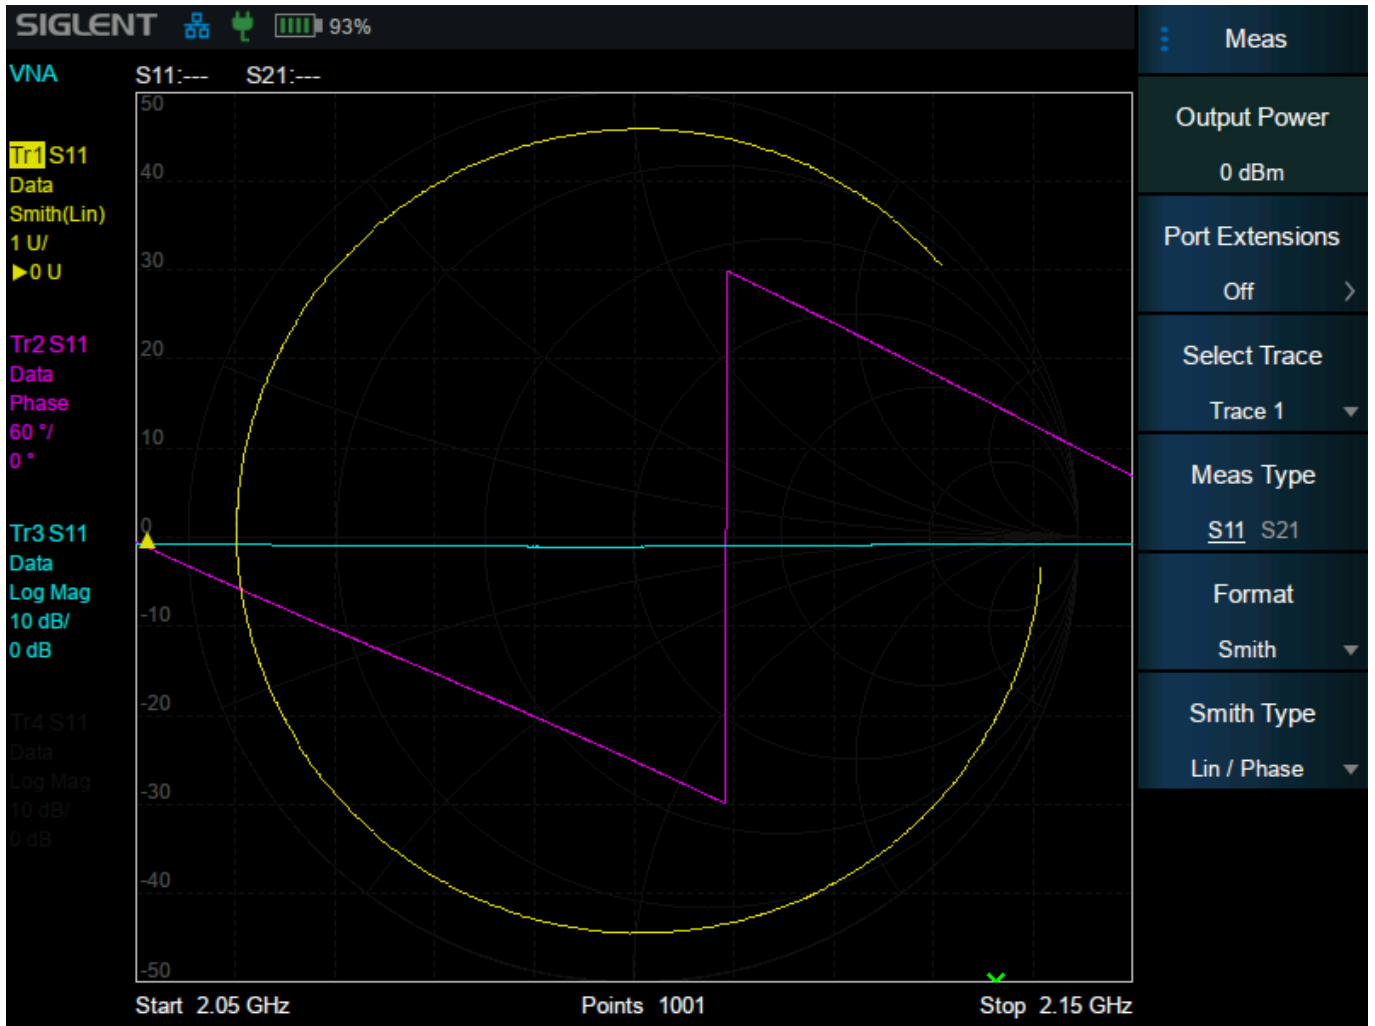 SIGLENT 93%
VNA
S11:--- S21:---
Tr1 S11
Data
Smith(Lin)
1 U/
▶0 U
Tr2 S11
Data
Phase
60 °/
0 °
Tr3 S11
Data
Log Mag
10 dB/
0 dB
Tr4 S11
Data
Log Mag
10 dB/
0 dB
50
40
30
20
10
0
-10
-20
-30
-40
-50
Start 2.05 GHz Points 1001 Stop 2.15 GHz
Meas
Output Power
0 dBm
Port Extensions
Off
Select Trace
Trace 1
Meas Type
S11 S21
Format
Smith
Smith Type
Lin / Phase